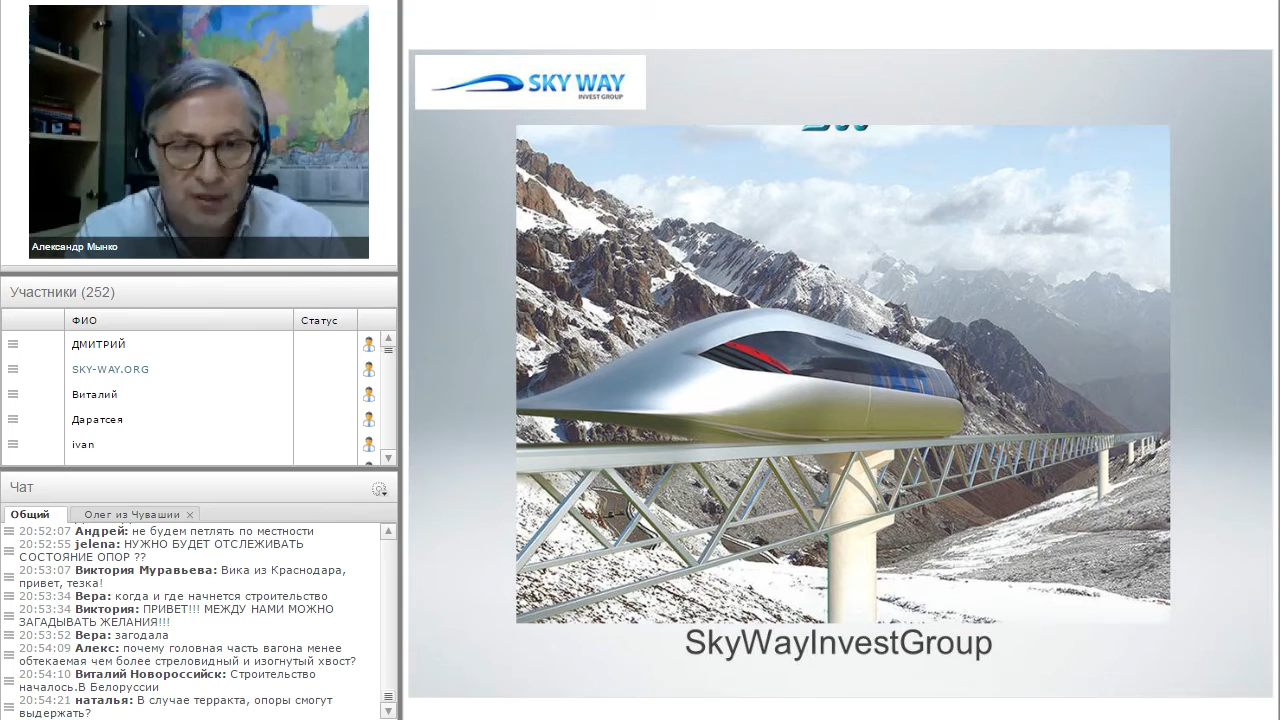 Александр Мынко
Участники (252)
ФИО
Статус
ДМИТРИЙ
SKY-WAY.ORG
Виталий
Даратсея
ivan
Чат
Общий
Олег из Чувашии
20:52:07 Андрей: не будем петлять по местности
20:52:55 jelena: НУЖНО БУДЕТ ОТСЛЕЖИВАТЬ
СОСТОЯНИЕ ОПОР ??
20:53:07 Виктория Муравьева: Вика из Краснодара,
привет, тезка!
20:53:34 Вера: когда и где начнется строительство
20:53:34 Виктория: ПРИВЕТ!!! МЕЖДУ НАМИ МОЖНО
ЗАГАДЫВАТЬ ЖЕЛАНИЯ!!!
20:53:52 Вера: загодала
20:54:09 Алекс: почему головная часть вагона менее
обтекаемая чем более стреловидный и изогнутый хвост?
20:54:10 Виталий Новороссийск: Строительство
началось.В Белоруссии
20:54:21 наталья: В случае терракта, опоры смогут
выдержать?
SKY WAY
INVEST GROUP
SkyWayInvestGroup